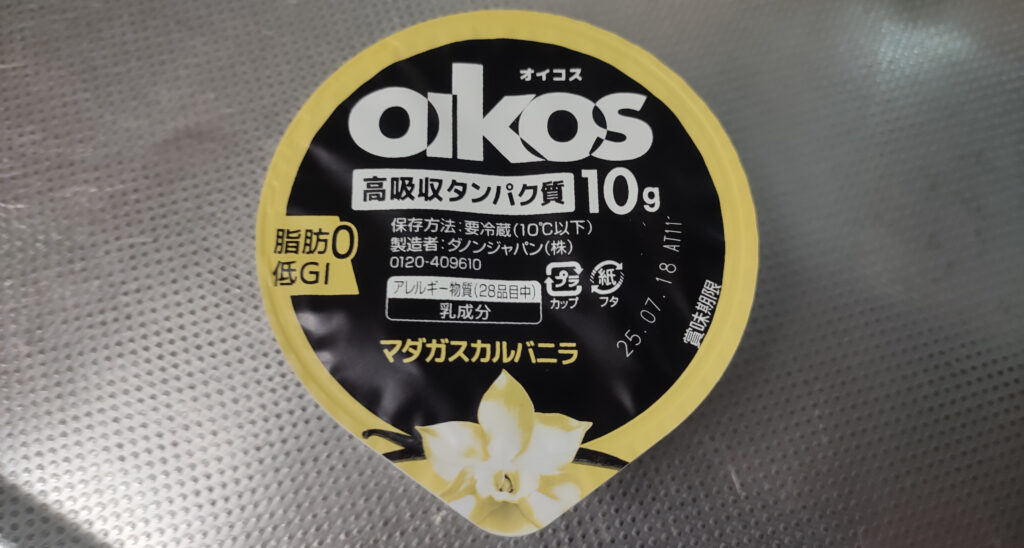 オイコス
oikos
高吸収タンパク質 10g
保存方法:要冷蔵(10℃以下)
製造者:ダノンジャパン(株)
0120-409610
脂肪0
低GI
アレルギー物質(28品目中)
乳成分
プラ
カップ
紙
フタ
25.07.18 AT11
賞味期限
マダガスカルバニラ